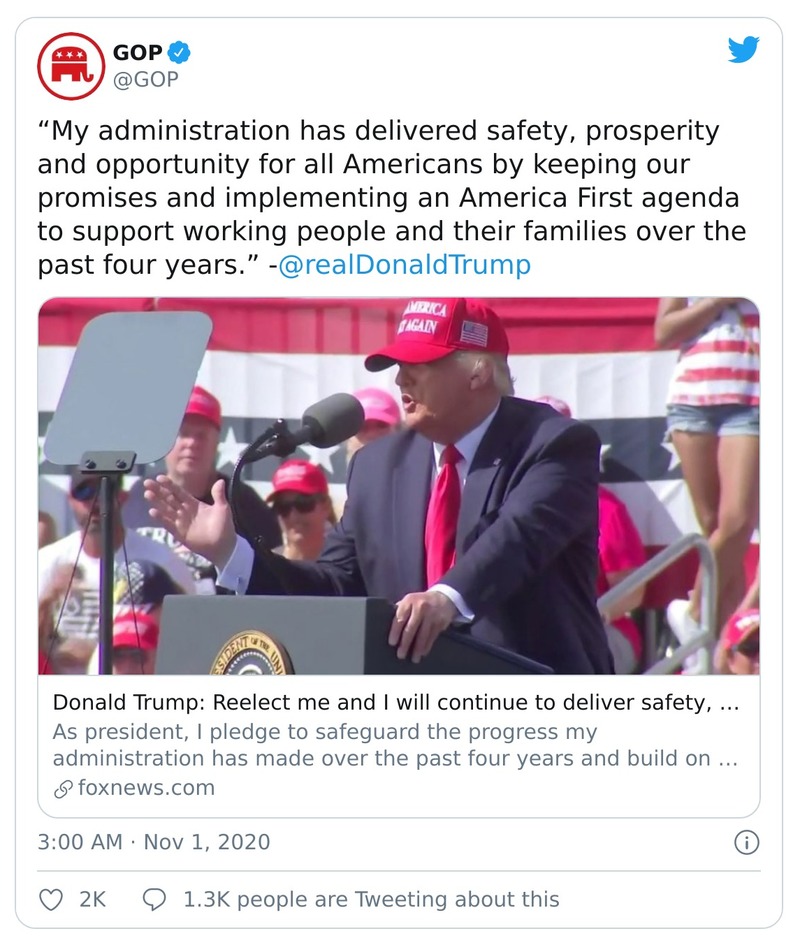 GOP
@GOP
“My administration has delivered safety, prosperity
and opportunity for all Americans by keeping our
promises and implementing an America First agenda
to support working people and their families over the
past four years.” -@realDonaldTrump
AMERICA
AGAIN
Donald Trump: Reelect me and I will continue to deliver safety, ...
As president, I pledge to safeguard the progress my
administration has made over the past four years and build on ...
foxnews.com
3:00 AM · Nov 1, 2020
2K
1.3K people are Tweeting about this